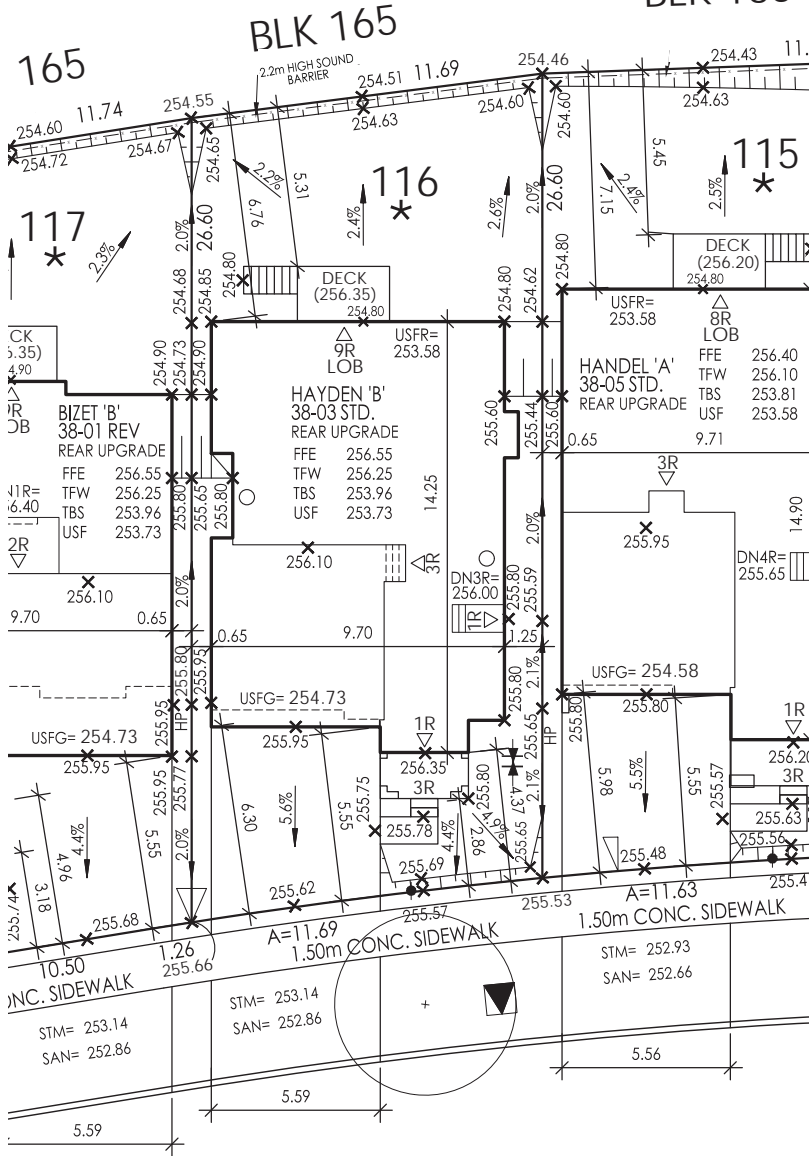 BLK 165
165
2.2m HIGH SOUND
BARRIER
254.46
254.43
11.
254.51
11.69
254.55
11.74
254.60
254.72
254.67
254.65
254.63
254.60
254.60
254.63
117
2.3%
2.0%
26.60
2.2%
6.76
5.31
116
2.4%
2.6%
2.0%
26.60
7.15
2.4%
5.45
115
2.5%
254.68
254.85
254.80
DECK
(256.35)
254.80
254.80
254.62
254.80
DECK
(256.20)
254.80
USFR=
253.58
8R
LOB
USFR=
253.58
9R
LOB
254.90
254.73
254.90
HAYDEN 'B'
38-03 STD.
REAR UPGRADE
FFE 256.55
TFW 256.25
TBS 253.96
USF 253.73
BIZET 'B'
38-01 REV
REAR UPGRADE
FFE 256.55
TFW 256.25
TBS 253.96
USF 253.73
HANDEL 'A'
38-05 STD.
REAR UPGRADE
FFE 256.40
TFW 256.10
TBS 253.81
USF 253.58
255.60
255.44
255.60
0.65
9.71
255.80
255.65
255.80
14.25
3R
2.0%
255.95
14.90
2R
256.10
256.10
3R
DN3R=
256.00
1R
255.80
255.59
DN4R=
255.65
2.0%
9.70
0.65
0.65
9.70
1.25
255.80
255.95
HP
255.80
2.1%
USFG= 254.73
255.95
USFG= 254.73
255.95
255.95
USFG= 254.58
255.80
255.80
255.65
HP
1R
256.35
3R
1R
256.20
3R
255.95
255.77
2.0%
4.4%
5.55
4.96
3.18
255.74
6.30
5.6%
5.55
255.75
255.78
255.80
4.37
2.1%
4.4%
2.86
4.9%
255.65
5.98
5.5%
5.55
255.57
255.63
255.56
255.68
255.62
255.69
255.57
255.53
255.48
255.4
10.50
1.26
255.66
A=11.69
A=11.63
1.50m CONC. SIDEWALK
1.50m CONC. SIDEWALK
ONC. SIDEWALK
STM= 253.14
SAN= 252.86
STM= 253.14
SAN= 252.86
STM= 252.93
SAN= 252.66
5.56
5.59
5.59